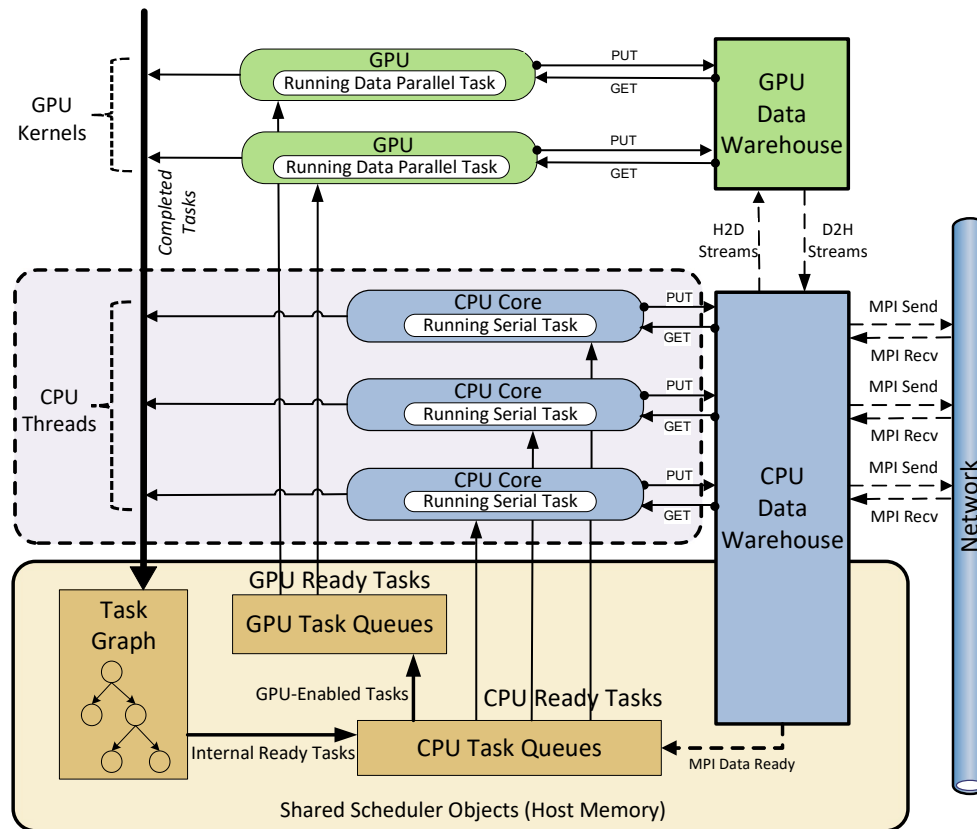 GPU
Running Data Parallel Task
PUT
GET
GPU
Data
Warehouse
GPU
Kernels
GPU
Running Data Parallel Task
PUT
GET
Completed
Tasks
H2D
Streams
D2H
Streams
CPU Core
Running Serial Task
PUT
GET
MPI Send
MPI Recv
CPU
Threads
CPU Core
Running Serial Task
PUT
GET
MPI Send
MPI Recv
CPU Core
Running Serial Task
PUT
GET
CPU
Data
Warehouse
MPI Send
MPI Recv
Network
GPU Ready Tasks
Task
Graph
GPU Task Queues
GPU-Enabled Tasks
CPU Ready Tasks
Internal Ready Tasks
CPU Task Queues
MPI Data Ready
Shared Scheduler Objects (Host Memory)